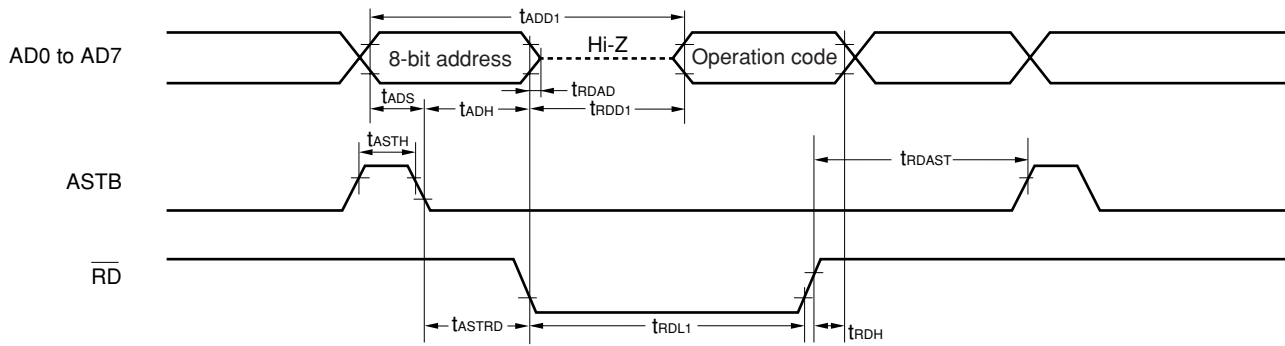 tADD1
AD0 to AD7
8-bit address
Hi-Z
Operation code
tADS
tADH
tRDAD
tRDD1
tASTH
ASTB
tRDAST
RD
tASTRD
tRDL1
tRDH